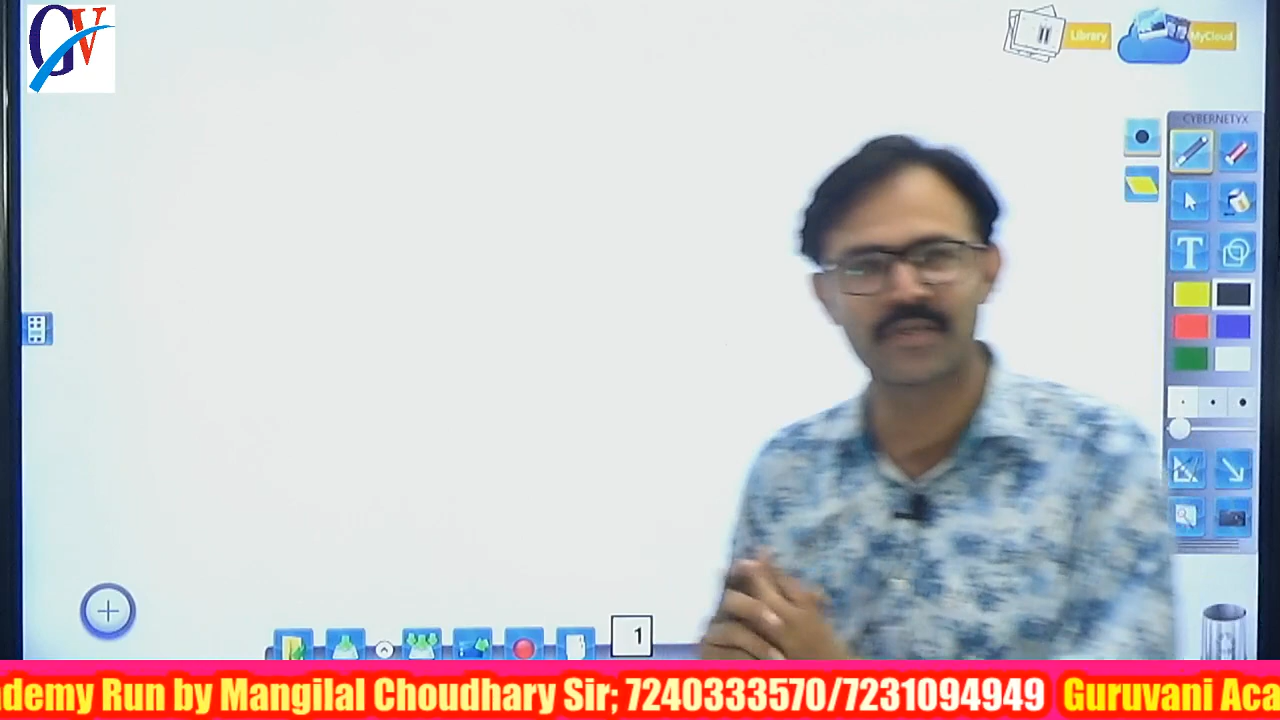 GV
Library
MyCloud
CYBERNETYX
T
1
ademy Run by Mangilal Choudhary Sir; 7240333570/7231094949 Guruvani Aca